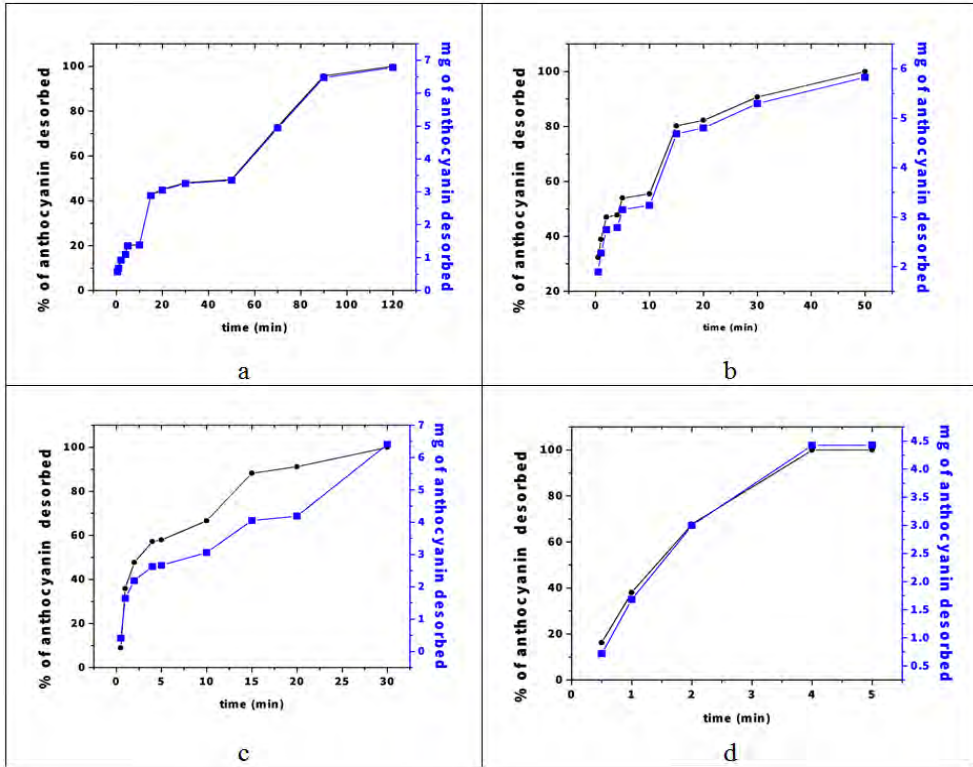 % of anthocyanin desorbed
100
80
60
40
20
0
0 20 40 60 80 100 120
time (min)
7
6
5
4
3
2
1
0
mg of anthocyanin desorbed
a
% of anthocyanin desorbed
100
80
60
40
20
0 10 20 30 40 50
time (min)
6
5
4
3
2
mg of anthocyanin desorbed
b
% of anthocyanin desorbed
100
80
60
40
20
0
0 5 10 15 20 25 30
time (min)
7
6
5
4
3
2
1
0
mg of anthocyanin desorbed
c
% of anthocyanin desorbed
100
80
60
40
20
0
0 1 2 4 5
time (min)
4.5
4.0
3.5
3.0
2.5
2.0
1.5
1.0
0.5
mg of anthocyanin desorbed
d